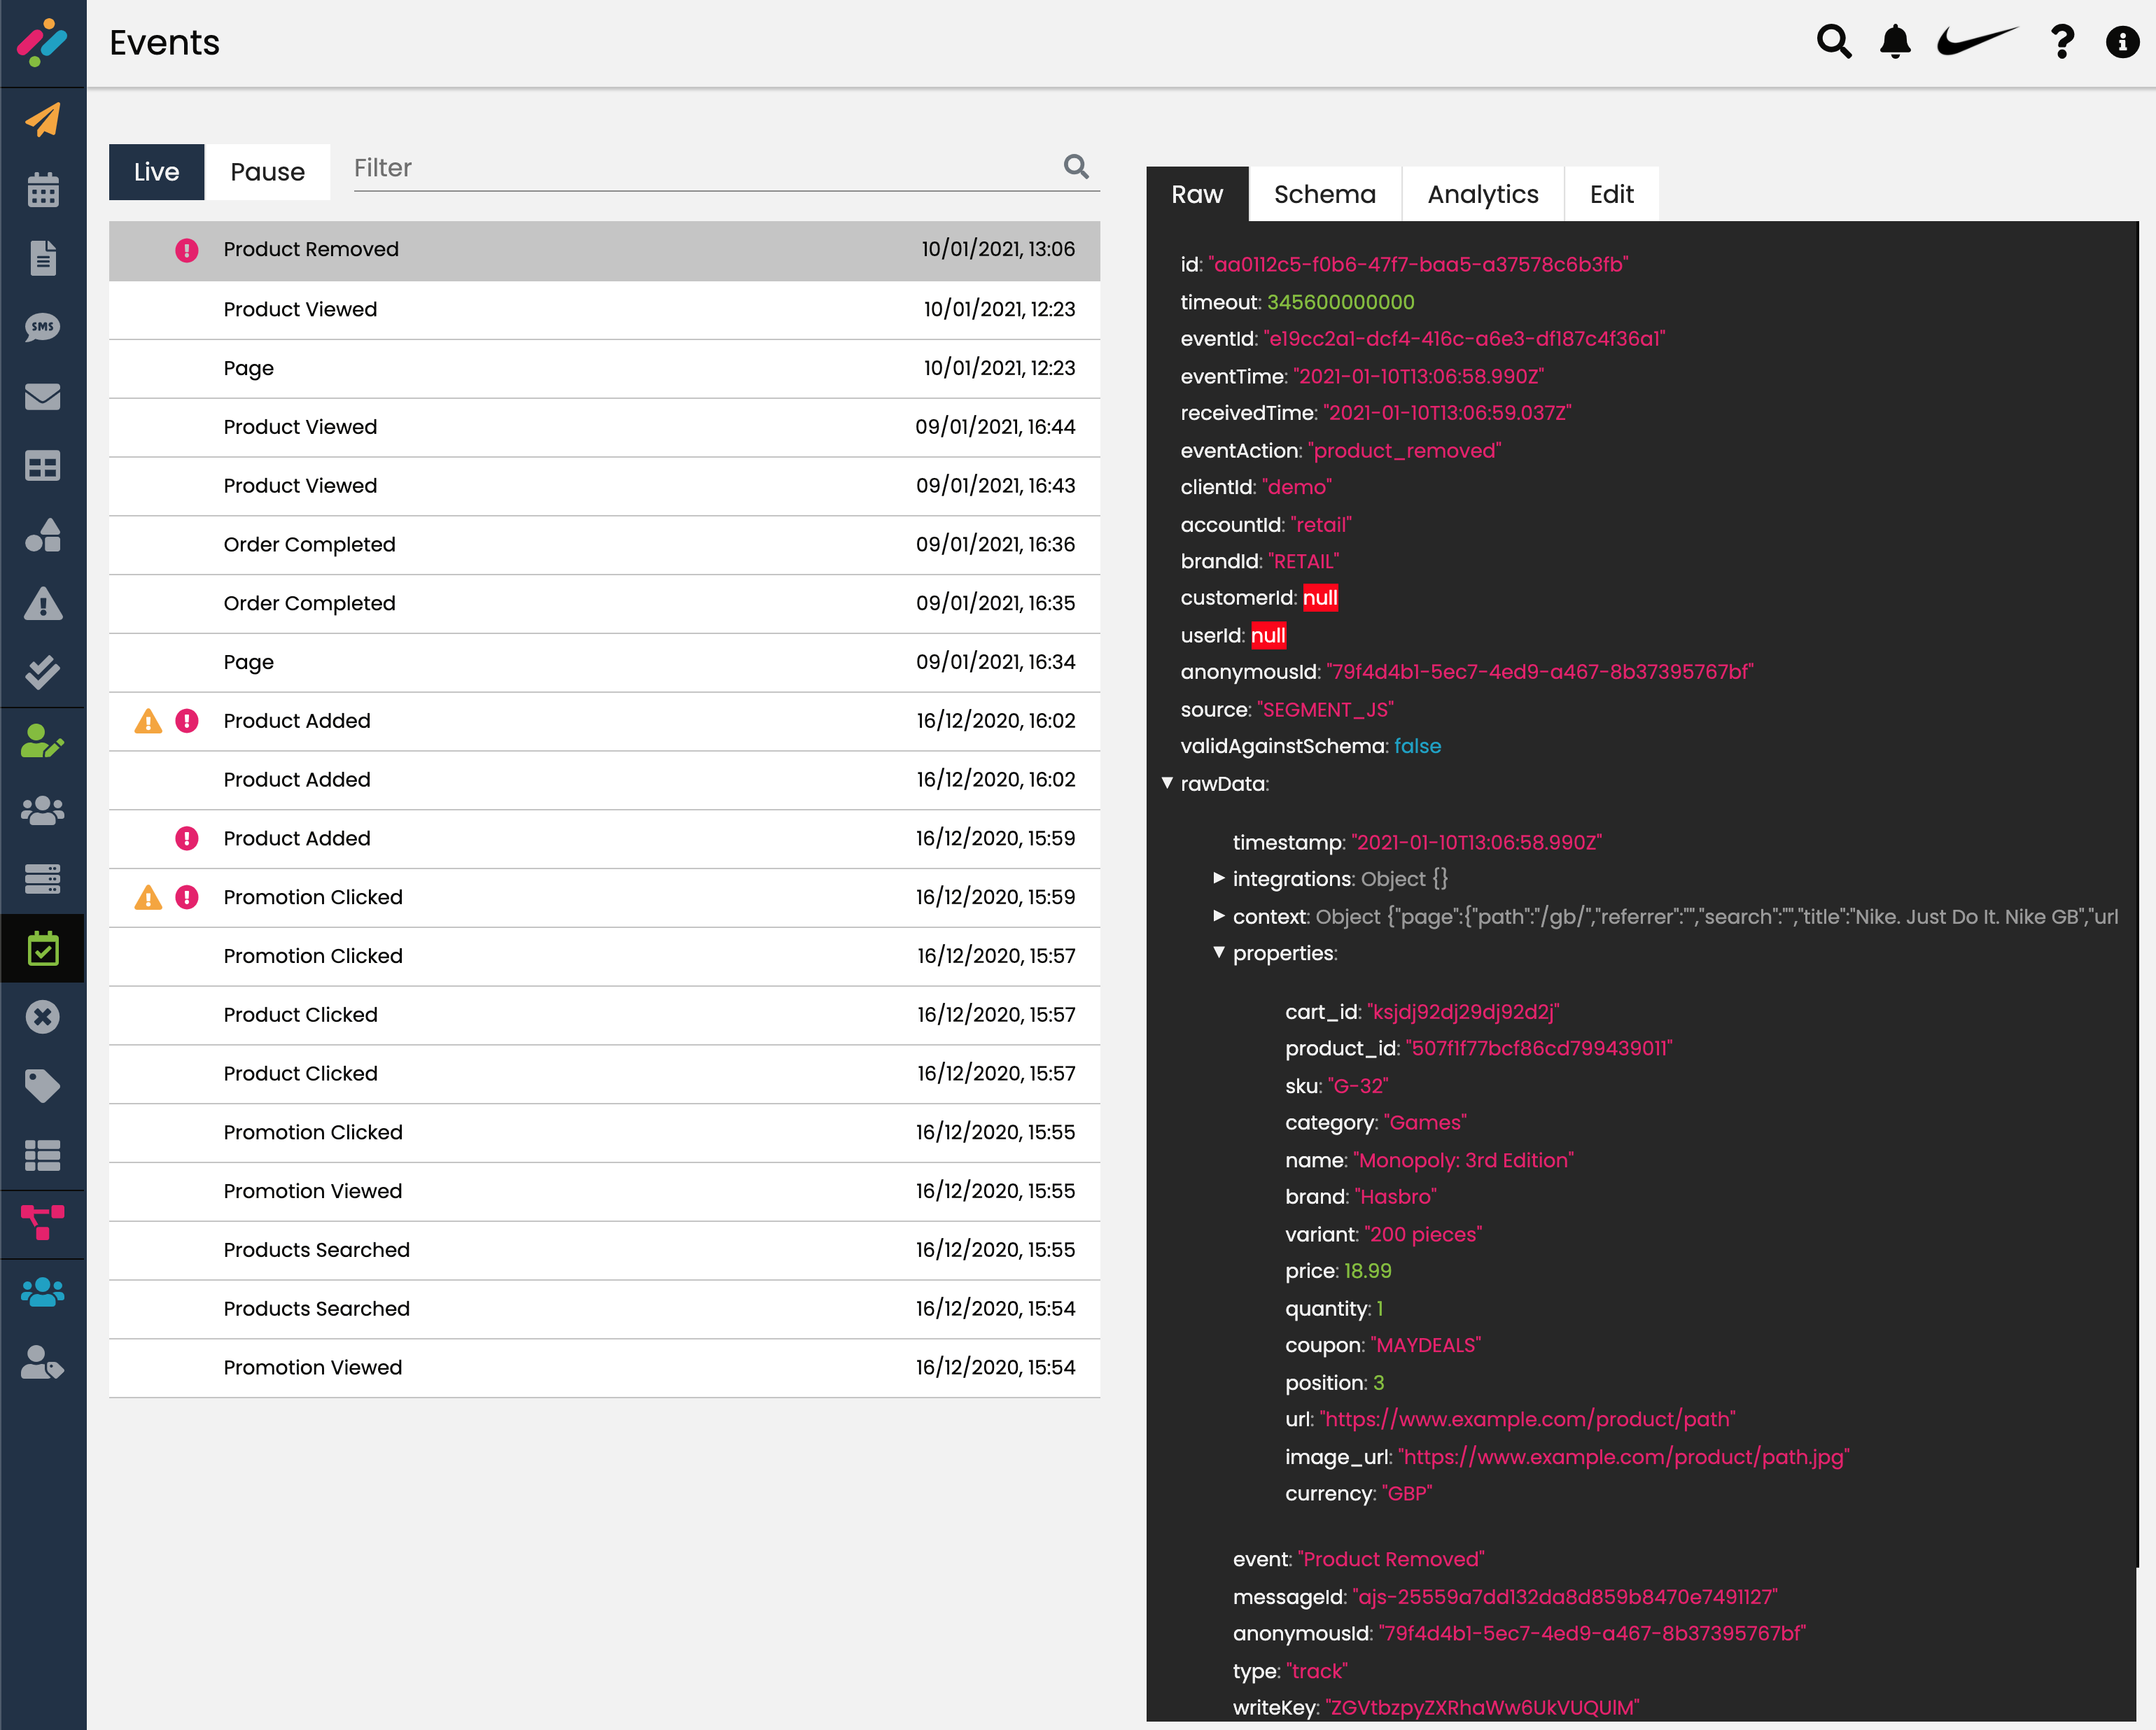 Events
Live
Pause
Filter
Product Removed 10/01/2021, 13:06
Product Viewed 10/01/2021, 12:23
Page 10/01/2021, 12:23
Product Viewed 09/01/2021, 16:44
Product Viewed 09/01/2021, 16:43
Order Completed 09/01/2021, 16:36
Order Completed 09/01/2021, 16:35
Page 09/01/2021, 16:34
Product Added 16/12/2020, 16:02
Product Added 16/12/2020, 16:02
Product Added 16/12/2020, 15:59
Promotion Clicked 16/12/2020, 15:59
Promotion Clicked 16/12/2020, 15:57
Product Clicked 16/12/2020, 15:57
Product Clicked 16/12/2020, 15:57
Promotion Clicked 16/12/2020, 15:55
Promotion Viewed 16/12/2020, 15:55
Products Searched 16/12/2020, 15:55
Products Searched 16/12/2020, 15:54
Promotion Viewed 16/12/2020, 15:54
SMS
Raw Schema Analytics Edit
id: "aa0112c5-f0b6-47f7-baa5-a37578c6b3fb"
timeout: 345600000000
eventId: "e19cc2a1-dcf4-416c-a6e3-df187c4f36a1"
eventTime: "2021-01-10T13:06:58.990Z"
receivedTime: "2021-01-10T13:06:59.037Z"
eventAction: "product_removed"
clientId: "demo"
accountId: "retail"
brandId: "RETAIL"
customerId: null
userId: null
anonymousId: "79f4d4b1-5ec7-4ed9-a467-8b37395767bf"
source: "SEGMENT_JS"
validAgainstSchema: false
rawData:
timestamp: "2021-01-10T13:06:58.990Z"
integrations: Object {}
context: Object {"page":{"path":"/gb/","referrer":"","search":"","title":"Nike. Just Do It. Nike GB","url
properties:
cart_id: "ksjdj92dj29dj92d2j"
product_id: "507f1f77bcf86cd799439011"
sku: "G-32"
category: "Games"
name: "Monopoly: 3rd Edition"
brand: "Hasbro"
variant: "200 pieces"
price: 18.99
quantity: 1
coupon: "MAYDEALS"
position: 3
url: "https://www.example.com/product/path"
image_url: "https://www.example.com/product/path.jpg"
currency: "GBP"
event: "Product Removed"
messageId: "ajs-25559a7dd132da8d859b8470e7491127"
anonymousId: "79f4d4b1-5ec7-4ed9-a467-8b37395767bf"
type: "track"
writeKey: "ZGVtbzpyZXRhaWw6UkVUQUlM"